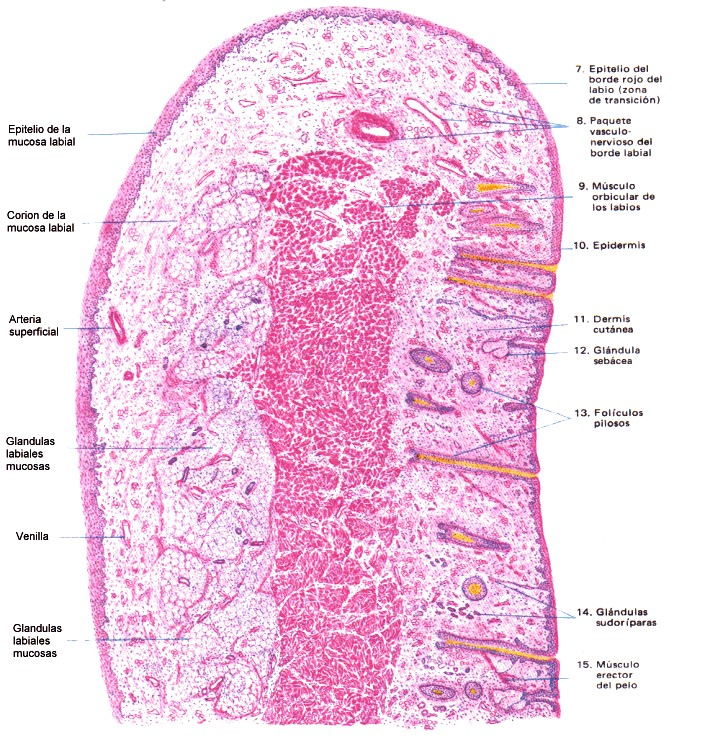 Epitelio de la
mucosa labial
Corion de la
mucosa labial
Arteria
superficial
Glandulas
labiales
mucosas
Venilla
Glandulas
labiales
mucosas
7. Epitelio del
borde rojo del
labio (zona
de transición)
8. Paquete
vasculo-
nervioso del
borde labial
9. Músculo
orbicular de
los labios
10. Epidermis
11. Dermis
cutánea
12. Glándula
sebácea
13. Folículos
pilosos
14. Glándulas
sudoríparas
15. Músculo
erector
del pelo